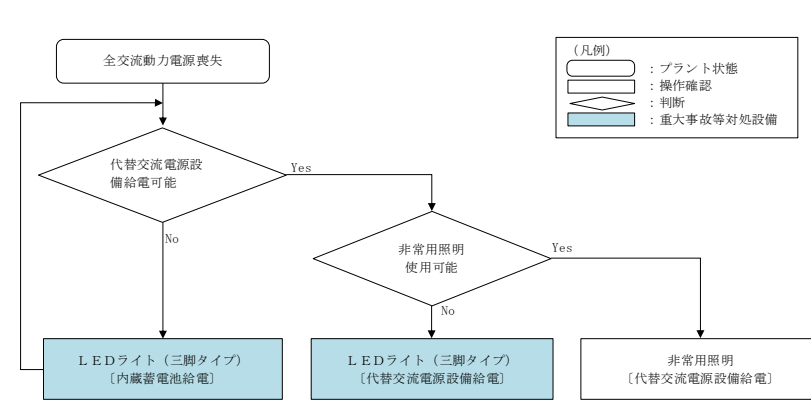 全交流動力電源喪失
(凡例)
：プラント状態
：操作確認
：判断
：重大事故等対処設備
代替交流電源設
備給電可能
Yes
No
非常用照明
使用可能
Yes
No
ＬＥＤライト（三脚タイプ）
〔内蔵蓄電池給電〕
ＬＥＤライト（三脚タイプ）
〔代替交流電源設備給電〕
非常用照明
〔代替交流電源設備給電〕